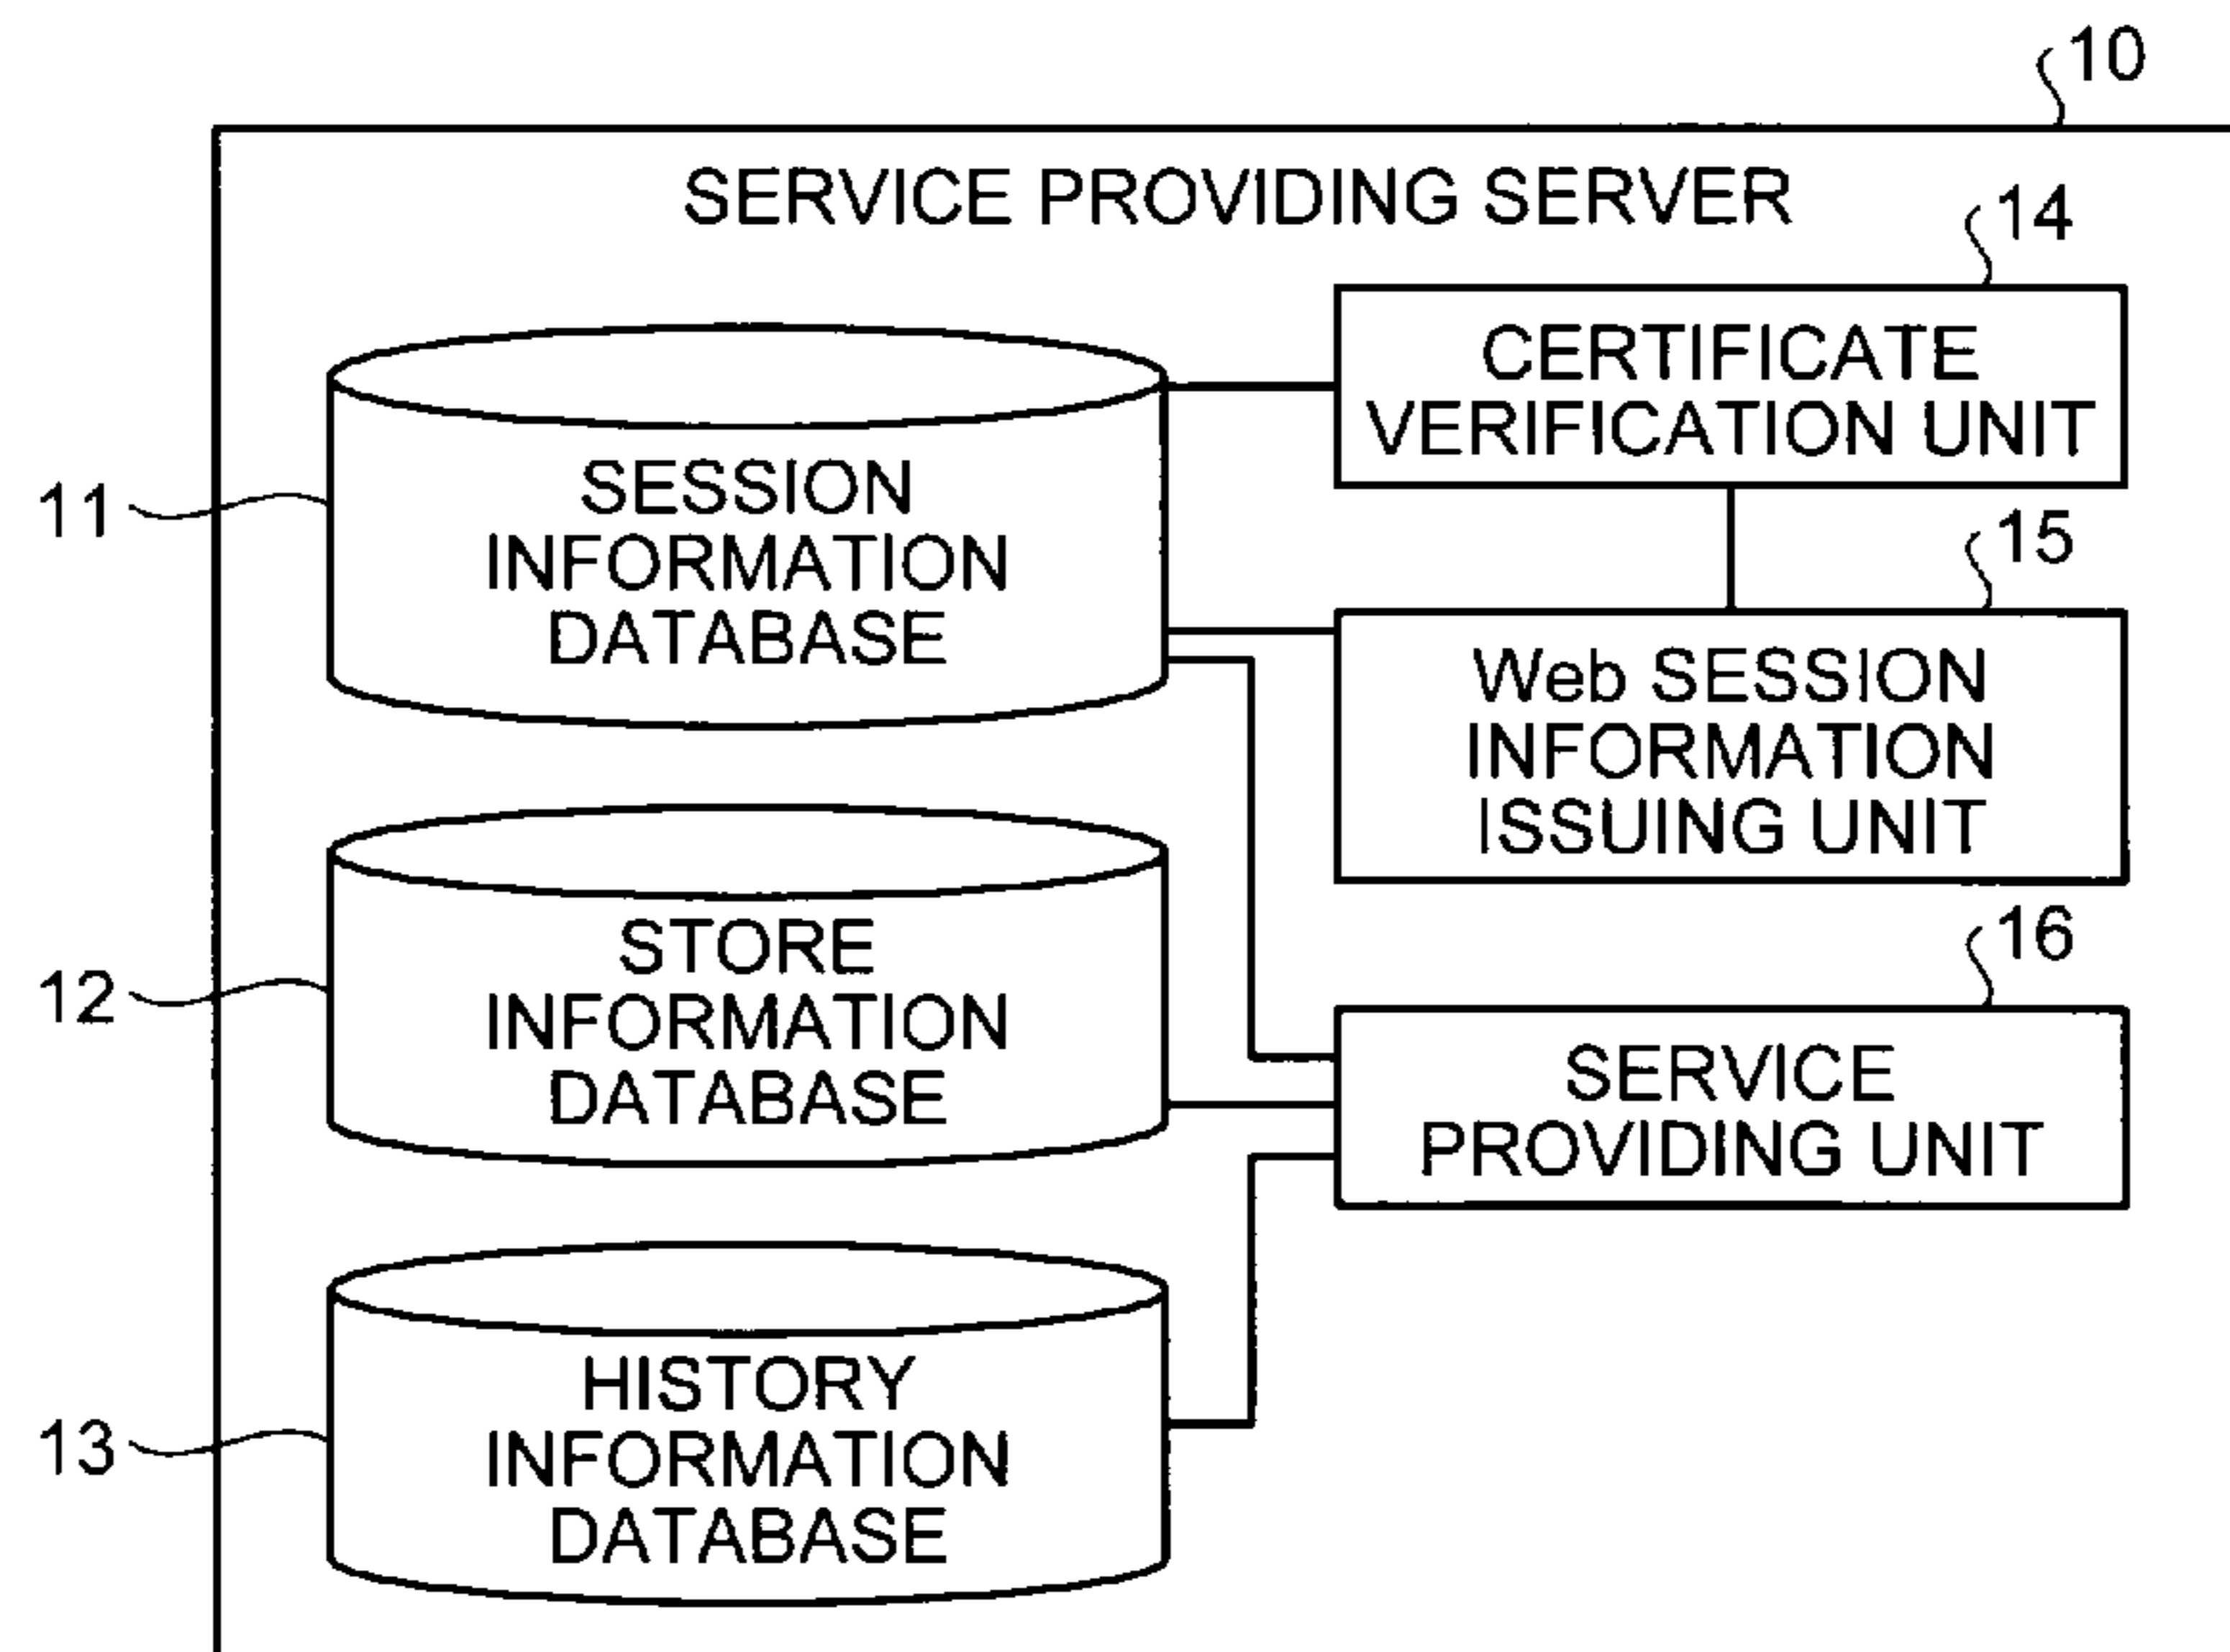 10
SERVICE PROVIDING SERVER
14
CERTIFICATE
VERIFICATION UNIT
11
SESSION
INFORMATION
DATABASE
15
Web SESSION
INFORMATION
ISSUING UNIT
12
STORE
INFORMATION
DATABASE
16
SERVICE
PROVIDING UNIT
13
HISTORY
INFORMATION
DATABASE